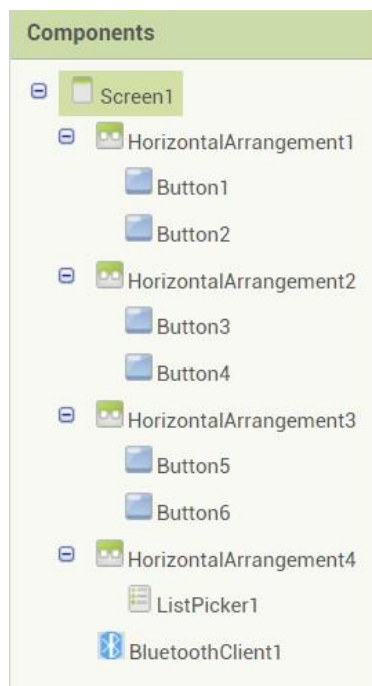 Components
Screen1
HorizontalArrangement1
Button1
Button2
HorizontalArrangement2
Button3
Button4
HorizontalArrangement3
Button5
Button6
HorizontalArrangement4
ListPicker1
BluetoothClient1